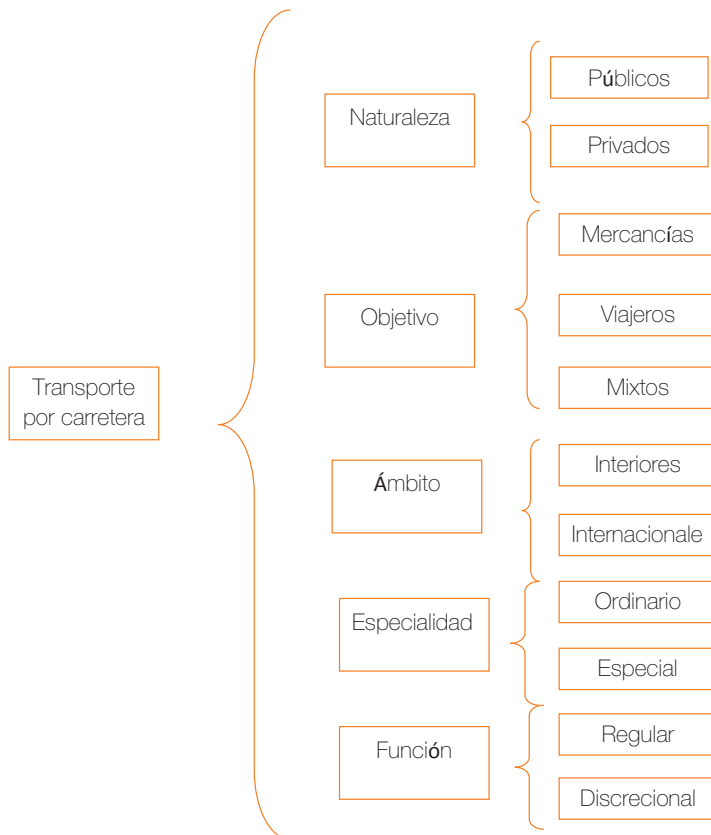 Transporte
por carretera
Naturaleza
Públicos
Privados
Objetivo
Mercancías
Viajeros
Mixtos
Ámbito
Interiores
Internacionale
Especialidad
Ordinario
Especial
Función
Regular
Discrecional